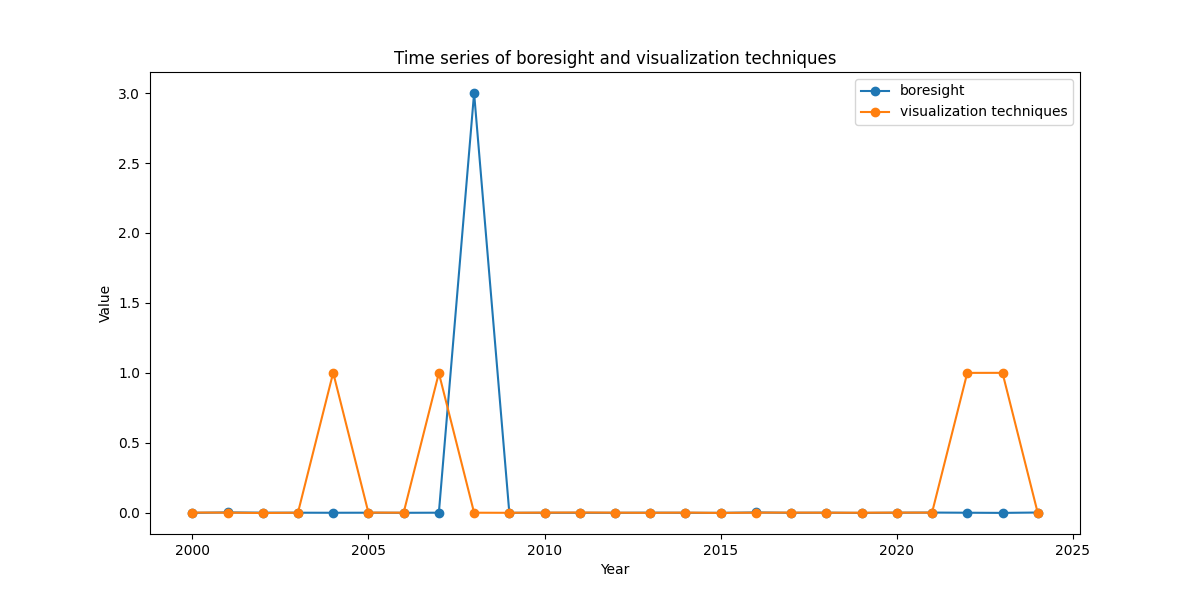 Time series of boresight and visualization techniques
boresight
visualization techniques
3.0
2.5
2.0
1.5
1.0
0.5
0.0
Value
2000 2005 2010 2015 2020 2025
Year